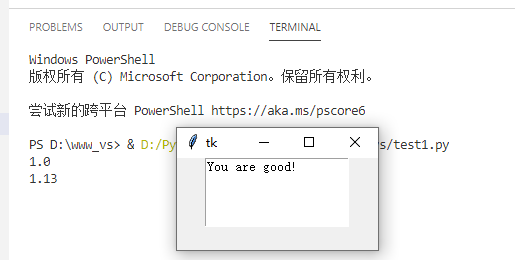 PROBLEMS OUTPUT DEBUG CONSOLE TERMINAL
Windows PowerShell
版权所有 (C) Microsoft Corporation。保留所有权利。
尝试新的跨平台 PowerShell https://aka.ms/pscore6
PS D:\www_vs> & D:/Py s/test1.py
1.0
1.13
tk
You are good!